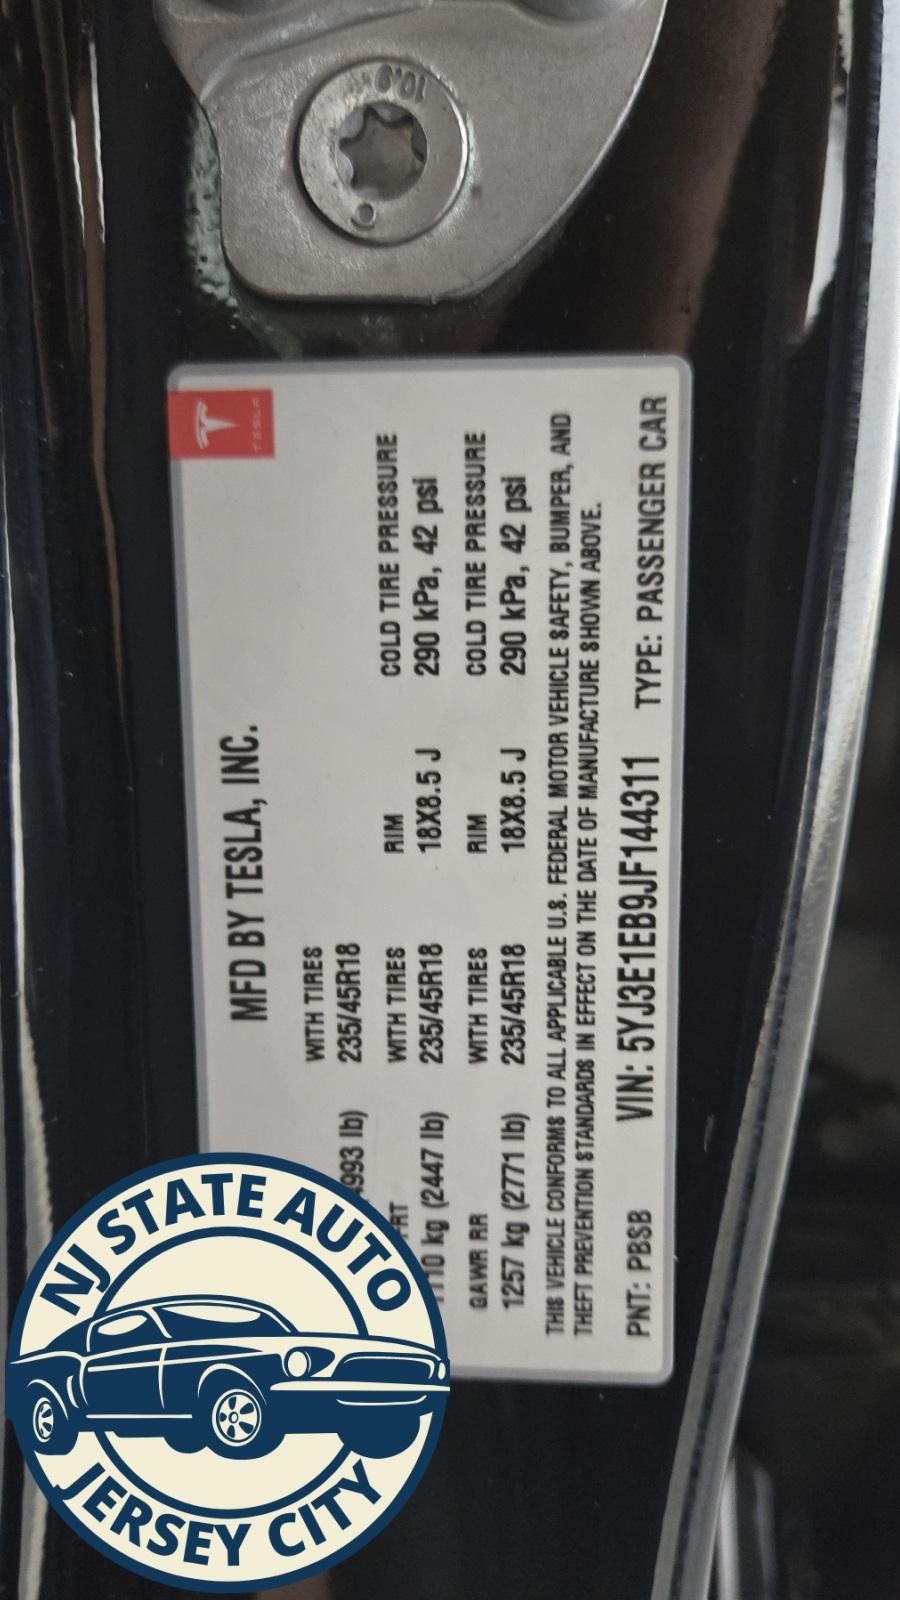 10.9
TESLA
MFD BY TESLA, INC.
WITH TIRES
993 lb) 235/45R18
FRT WITH TIRES RIM COLD TIRE PRESSURE
1110 kg (2447 lb) 235/45R18 18X8.5 J 290 kPa, 42 psi
GAWR RR WITH TIRES RIM COLD TIRE PRESSURE
1257 kg (2771 lb) 235/45R18 18X8.5 J 290 kPa, 42 psi
THIS VEHICLE CONFORMS TO ALL APPLICABLE U.S. FEDERAL MOTOR VEHICLE SAFETY, BUMPER, AND
THEFT PREVENTION STANDARDS IN EFFECT ON THE DATE OF MANUFACTURE SHOWN ABOVE.
PNT: PBSB VIN: 5YJ3E1EB9JF144311 TYPE: PASSENGER CAR
NJ STATE AUTO
JERSEY CITY